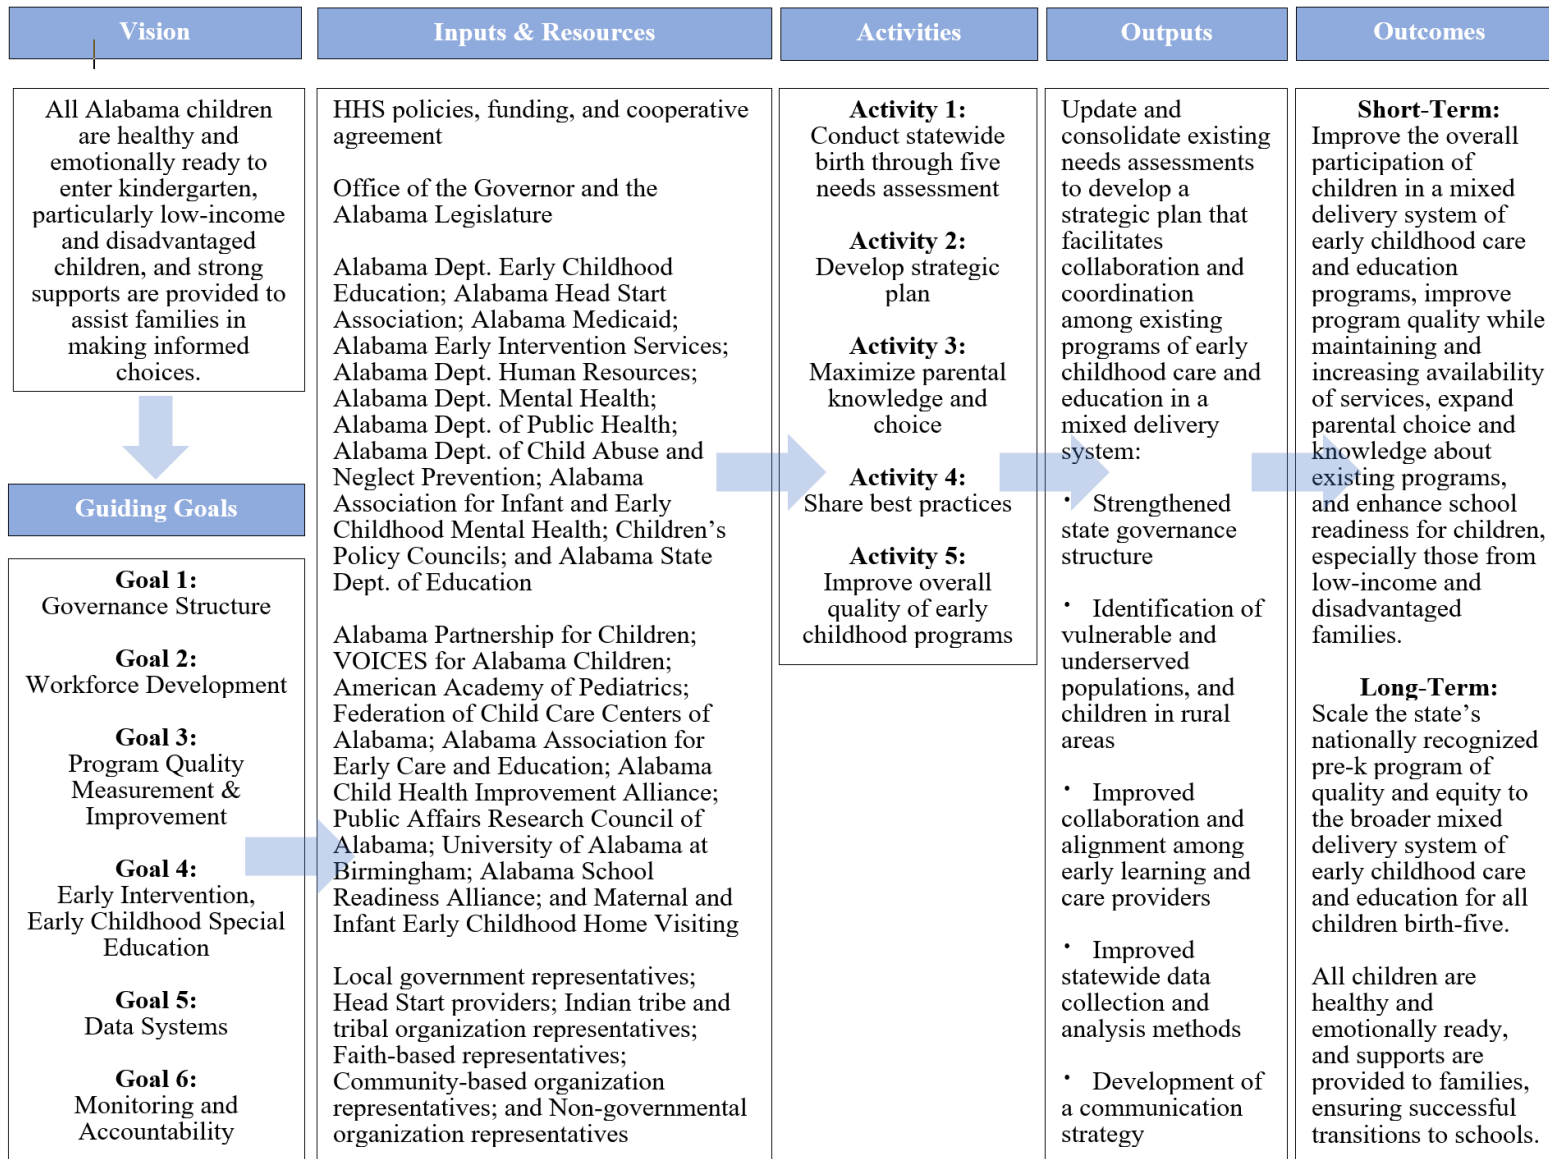 Vision
All Alabama children
are healthy and
emotionally ready to
enter kindergarten,
particularly low-income
and disadvantaged
children, and strong
supports are provided to
assist families in
making informed
choices.
Guiding Goals
Goal 1:
Governance Structure
Goal 2:
Workforce Development
Goal 3:
Program Quality
Measurement &
Improvement
Goal 4:
Early Intervention,
Early Childhood Special
Education
Goal 5:
Data Systems
Goal 6:
Monitoring and
Accountability
Inputs & Resources
HHS policies, funding, and cooperative
agreement
Office of the Governor and the
Alabama Legislature
Alabama Dept. Early Childhood
Education; Alabama Head Start
Association; Alabama Medicaid;
Alabama Early Intervention Services;
Alabama Dept. Human Resources;
Alabama Dept. Mental Health;
Alabama Dept. of Public Health;
Alabama Dept. of Child Abuse and
Neglect Prevention; Alabama
Association for Infant and Early
Childhood Mental Health; Children’s
Policy Councils; and Alabama State
Dept. of Education
Alabama Partnership for Children;
VOICES for Alabama Children;
American Academy of Pediatrics;
Federation of Child Care Centers of
Alabama; Alabama Association for
Early Care and Education; Alabama
Child Health Improvement Alliance;
Public Affairs Research Council of
Alabama; University of Alabama at
Birmingham; Alabama School
Readiness Alliance; and Maternal and
Infant Early Childhood Home Visiting
Local government representatives;
Head Start providers; Indian tribe and
tribal organization representatives;
Faith-based representatives;
Community-based organization
representatives; and Non-governmental
organization representatives
Activities
Activity 1:
Conduct statewide
birth through five
needs assessment
Activity 2:
Develop strategic
plan
Activity 3:
Maximize parental
knowledge and
choice
Activity 4:
Share best practices
Activity 5:
Improve overall
quality of early
childhood programs
Outputs
Update and
consolidate existing
needs assessments
to develop a
strategic plan that
facilitates
collaboration and
coordination
among existing
programs of early
childhood care and
education in a
mixed delivery
system:
· Strengthened
state governance
structure
· Identification of
vulnerable and
underserved
populations, and
children in rural
areas
· Improved
collaboration and
alignment among
early learning and
care providers
· Improved
statewide data
collection and
analysis methods
· Development of
a communication
strategy
Outcomes
Short-Term:
Improve the overall
participation of
children in a mixed
delivery system of
early childhood care
and education
programs, improve
program quality while
maintaining and
increasing availability
of services, expand
parental choice and
knowledge about
existing programs,
and enhance school
readiness for children,
especially those from
low-income and
disadvantaged
families.
Long-Term:
Scale the state’s
nationally recognized
pre-k program of
quality and equity to
the broader mixed
delivery system of
early childhood care
and education for all
children birth-five.
All children are
healthy and
emotionally ready,
and supports are
provided to families,
ensuring successful
transitions to schools.